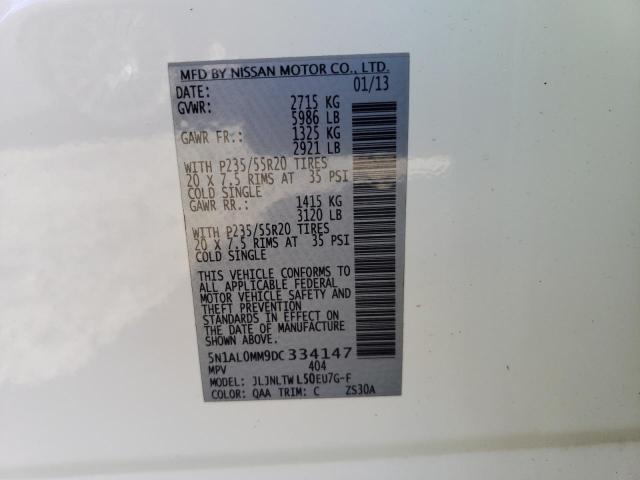 MFD BY NISSAN MOTOR CO., LTD.
DATE: 01/13
GVWR: 2715 KG
5986 LB
GAWR FR.: 1325 KG
2921 LB
WITH P235/55R20 TIRES
20 X 7.5 RIMS AT 35 PSI
COLD SINGLE
GAWR RR.: 1415 KG
3120 LB
WITH P235/55R20 TIRES
20 X 7.5 RIMS AT 35 PSI
COLD SINGLE
THIS VEHICLE CONFORMS TO
ALL APPLICABLE FEDERAL
MOTOR VEHICLE SAFETY AND
THEFT PREVENTION
STANDARDS IN EFFECT ON
THE DATE OF MANUFACTURE
SHOWN ABOVE.
5N1AL0MM9DC334147
MPV 404
MODEL: JLJNLTWL50EU7G-F
COLOR: QAA TRIM: C ZS30A